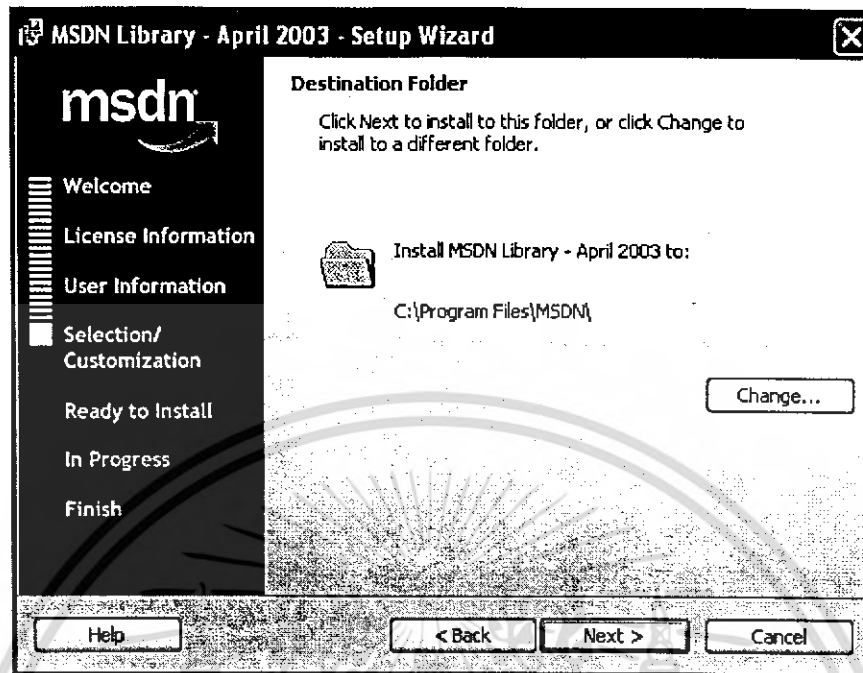 MSDN Library - April 2003 - Setup Wizard
msdn
Welcome
License Information
User Information
Selection/
Customization
Ready to Install
In Progress
Finish
Destination Folder
Click Next to install to this folder, or click Change to
install to a different folder.
Install MSDN Library - April 2003 to:
C:\Program Files\MSDN\
Change...
Help
< Back
Next >
Cancel